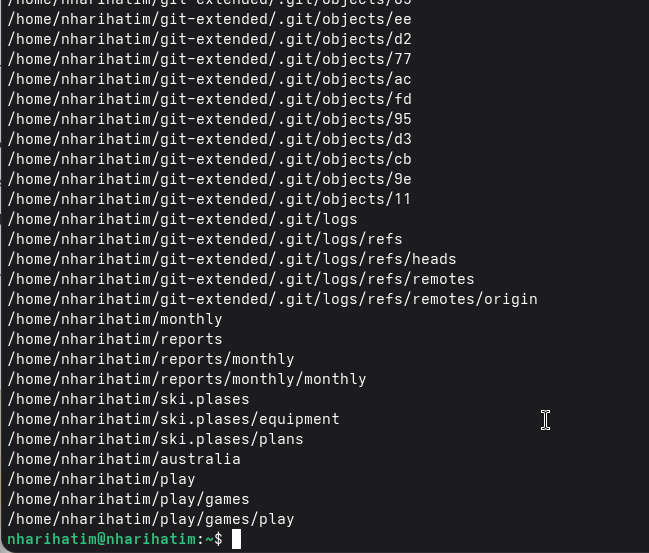 /home/nharihatim/git-extended/.git/objects/ee
/home/nharihatim/git-extended/.git/objects/d2
/home/nharihatim/git-extended/.git/objects/77
/home/nharihatim/git-extended/.git/objects/ac
/home/nharihatim/git-extended/.git/objects/fd
/home/nharihatim/git-extended/.git/objects/95
/home/nharihatim/git-extended/.git/objects/d3
/home/nharihatim/git-extended/.git/objects/cb
/home/nharihatim/git-extended/.git/objects/9e
/home/nharihatim/git-extended/.git/objects/11
/home/nharihatim/git-extended/.git/logs
/home/nharihatim/git-extended/.git/logs/refs
/home/nharihatim/git-extended/.git/logs/refs/heads
/home/nharihatim/git-extended/.git/logs/refs/remotes
/home/nharihatim/git-extended/.git/logs/refs/remotes/origin
/home/nharihatim/monthly
/home/nharihatim/reports
/home/nharihatim/reports/monthly
/home/nharihatim/reports/monthly/monthly
/home/nharihatim/ski.plases
/home/nharihatim/ski.plases/equipment
/home/nharihatim/ski.plases/plans
/home/nharihatim/australia
/home/nharihatim/play
/home/nharihatim/play/games
/home/nharihatim/play/games/play
nharihatim@nharihatim:~$